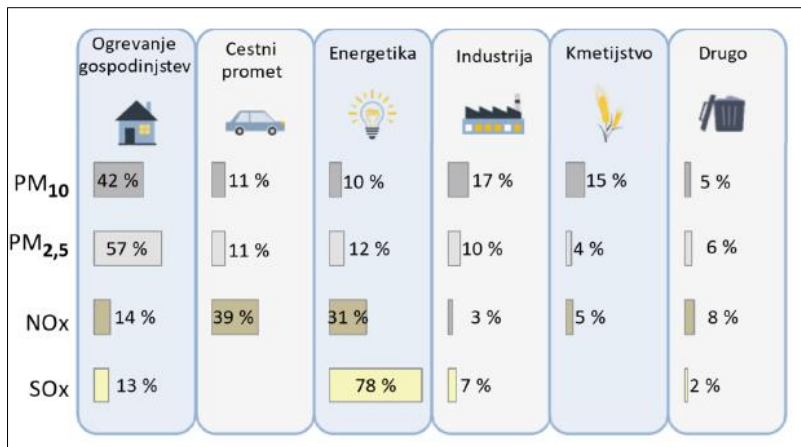 Ogrevanje
gospodinjstev
Cestni
promet
Energetika
Industrija
Kmetijstvo
Drugo
PM10 42 % 11 % 10 % 17 % 15 % 5 %
PM2,5 57 % 11 % 12 % 10 % 4 % 6 %
NOx 14 % 39 % 31 % 3 % 5 % 8 %
SOx 13 % 78 % 7 % 2 %